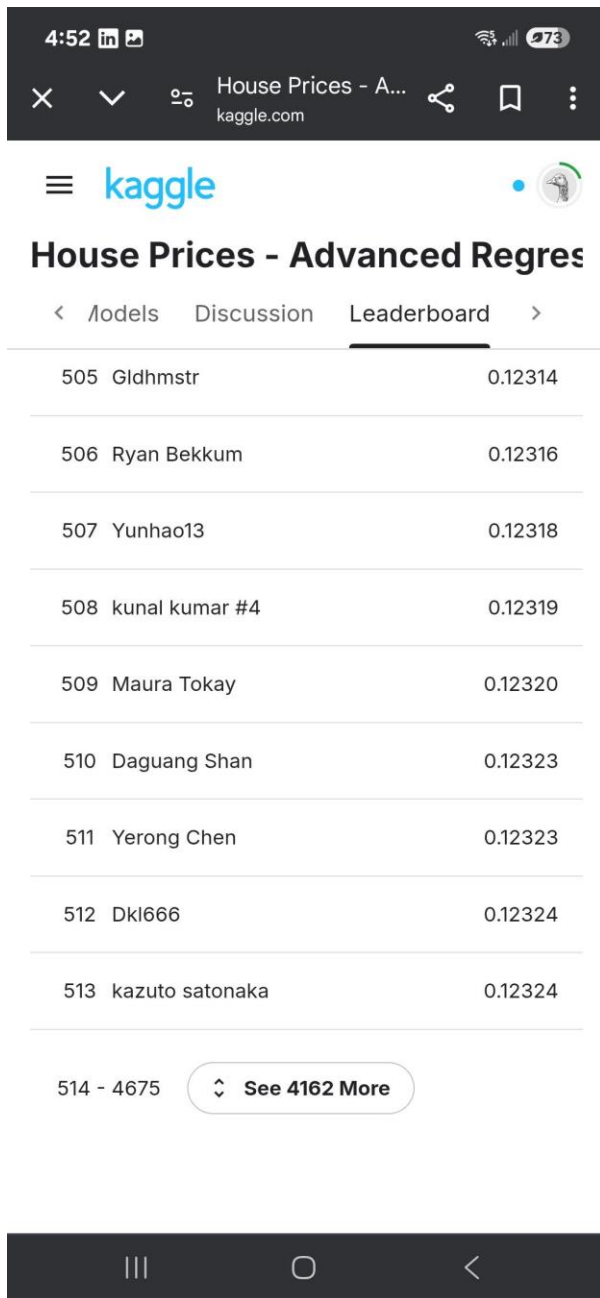 4:52 in 73
House Prices - A...
kaggle.com
kaggle
House Prices - Advanced Regres
Models Discussion Leaderboard
505 Gldhmstr 0.12314
506 Ryan Bekkum 0.12316
507 Yunhao13 0.12318
508 kunal kumar #4 0.12319
509 Maura Tokay 0.12320
510 Daguang Shan 0.12323
511 Yerong Chen 0.12323
512 Dkl666 0.12324
513 kazuto satonaka 0.12324
514 - 4675 See 4162 More